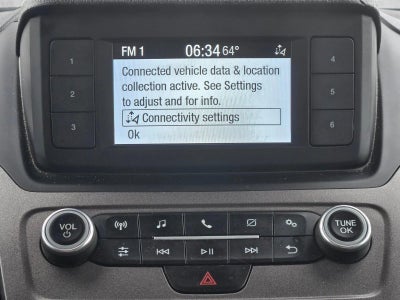 FM 1 06:34 64°
1
2
3
Connected vehicle data & location
collection active. See Settings
to adjust and for info.
Connectivity settings
Ok
4
5
6
VOL
TUNE
OK